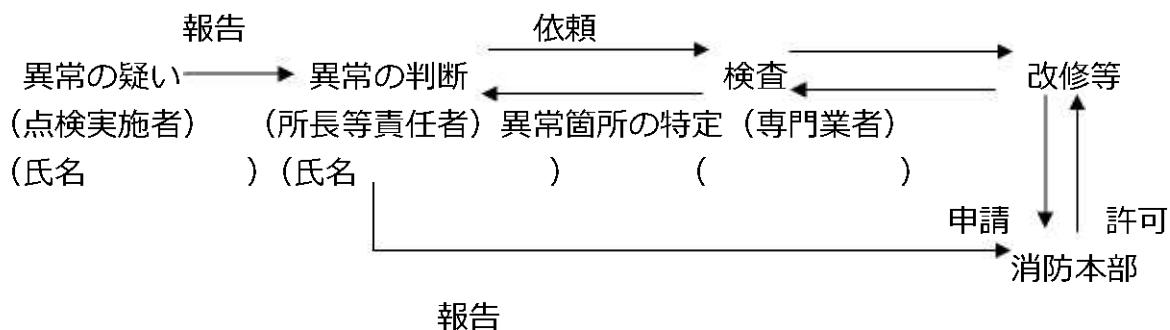 報告 依頼
異常の疑い 異常の判断 検査 改修等
(点検実施者) (所長等責任者) 異常箇所の特定 (専門業者)
(氏名 ) (氏名 ) ( )
申請 許可
消防本部
報告